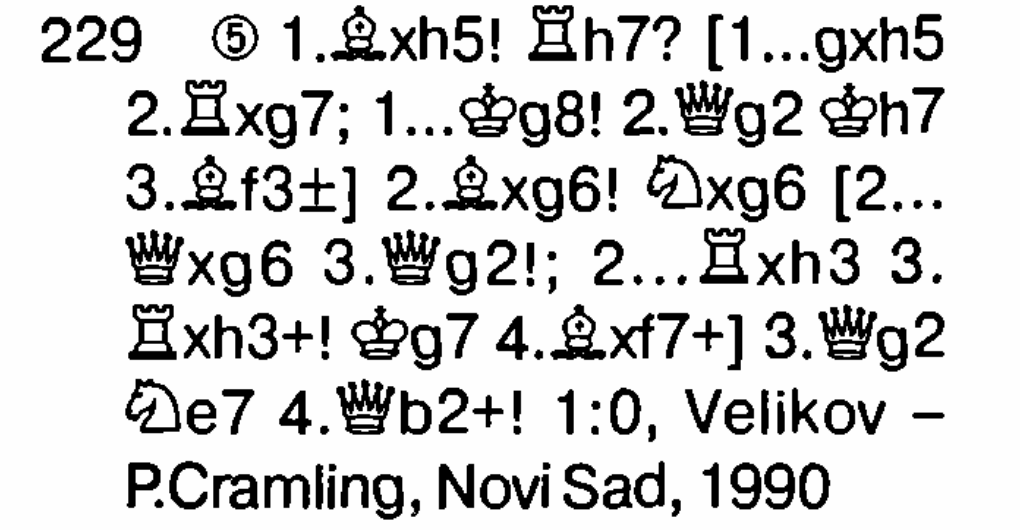 229 ⑤ 1.♗xh5! ♖h7? [1...gxh5
2.♖xg7; 1...♔g8! 2.♕g2 ♔h7
3.♗f3±] 2.♗xg6! ♘xg6 [2...
♕xg6 3.♕g2!; 2...♖xh3 3.
♖xh3+! ♔g7 4.♗xf7+] 3.♕g2
♘e7 4.♕b2+! 1:0, Velikov –
P.Cramling, Novi Sad, 1990